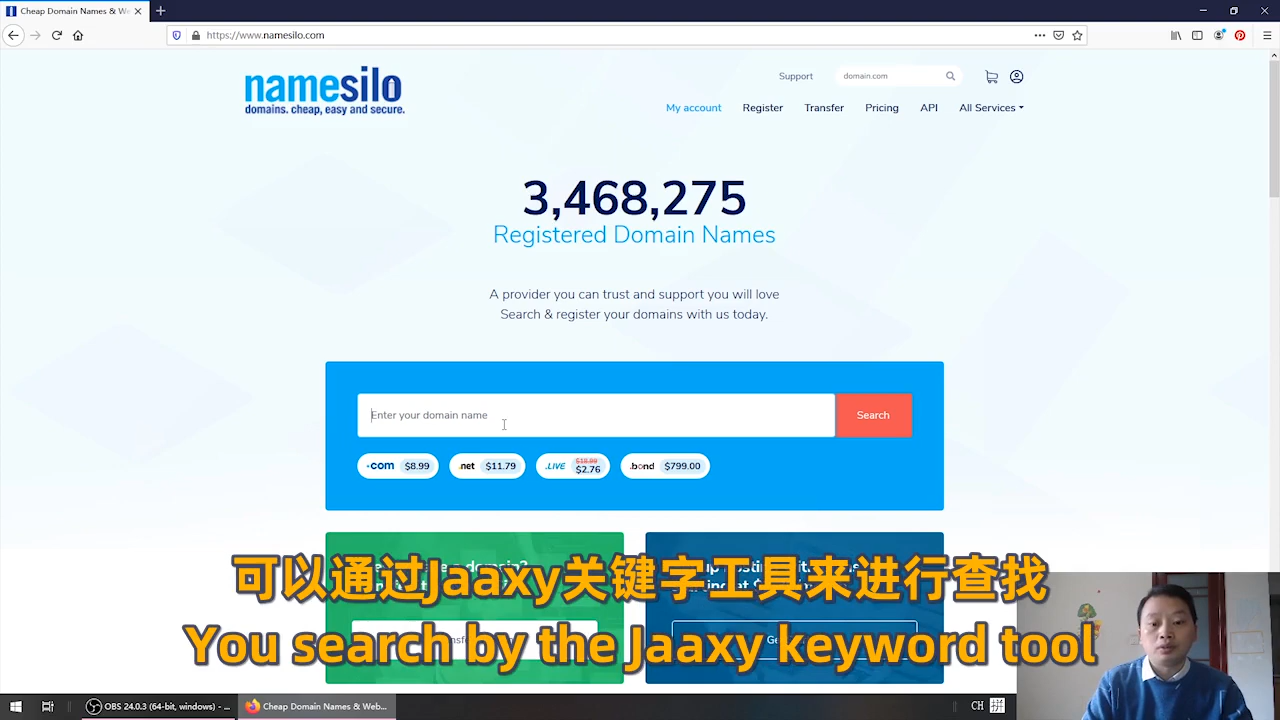 Cheap Domain Names & We
https://www.namesilo.com
namesilo
domains. cheap, easy and secure.
Support
domain.com
My account
Register
Transfer
Pricing
API
All Services
3,468,275
Registered Domain Names
A provider you can trust and support you will love
Search & register your domains with us today.
Enter your domain name
Search
.com $8.99
.net $11.79
.LIVE $18.99 $2.76
.bond $799.00
可以通过Jaaxy关键字工具来进行查找
You search by the Jaaxy keyword tool
OBS 24.0.3 (64-bit, windows) - ...
Cheap Domain Names & Web...
CH 拼